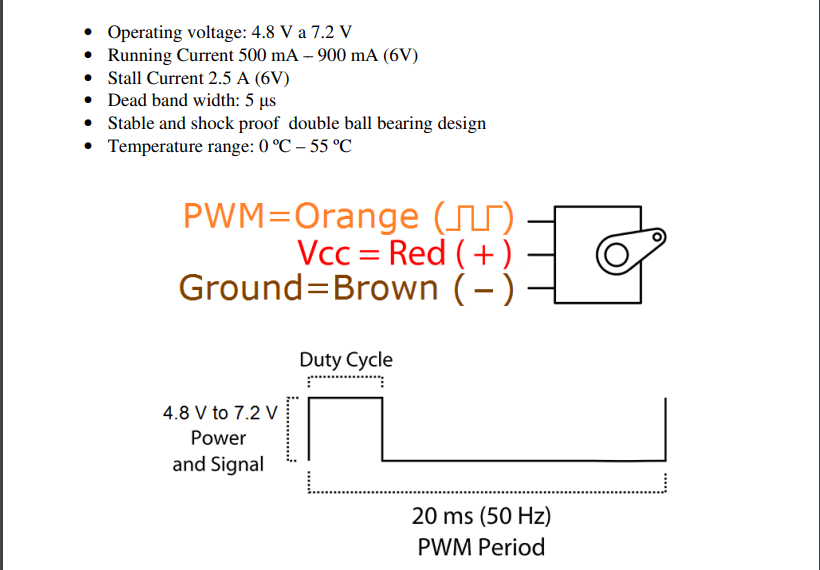 • Operating voltage: 4.8 V a 7.2 V
• Running Current 500 mA – 900 mA (6V)
• Stall Current 2.5 A (6V)
• Dead band width: 5 µs
• Stable and shock proof double ball bearing design
• Temperature range: 0 ºC – 55 ºC
PWM=Orange (⎍⎍)
Vcc = Red (+)
Ground=Brown (−)
Duty Cycle
4.8 V to 7.2 V
Power
and Signal
20 ms (50 Hz)
PWM Period